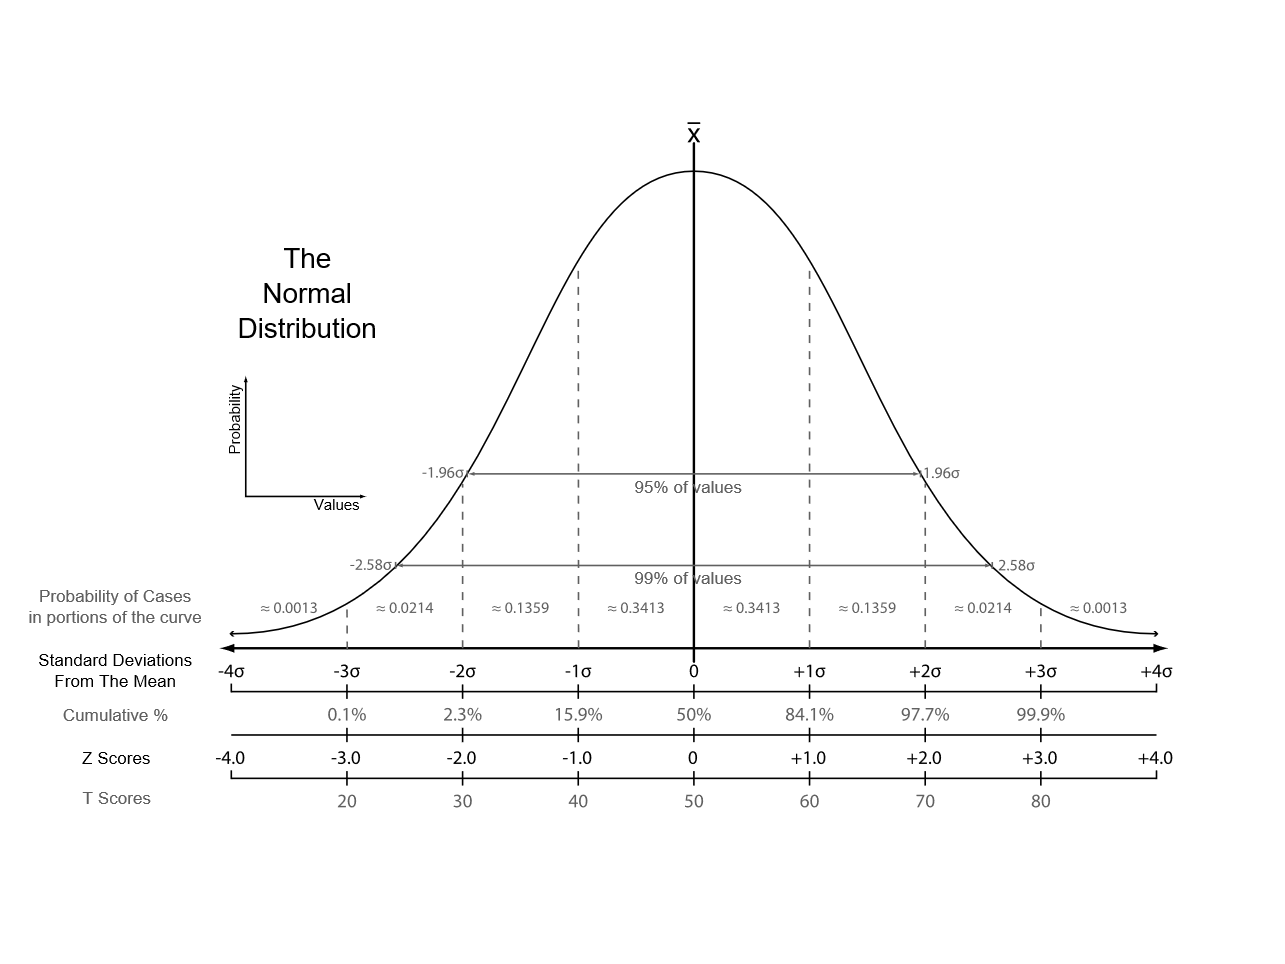 x̅
The
Normal
Distribution
Probability
Values
-1.96σ 1.96σ
95% of values
-2.58σ 2.58σ
99% of values
Probability of Cases
in portions of the curve
≈ 0.0013 ≈ 0.0214 ≈ 0.1359 ≈ 0.3413 ≈ 0.3413 ≈ 0.1359 ≈ 0.0214 ≈ 0.0013
Standard Deviations
From The Mean
-4σ -3σ -2σ -1σ 0 +1σ +2σ +3σ +4σ
Cumulative % 0.1% 2.3% 15.9% 50% 84.1% 97.7% 99.9%
Z Scores -4.0 -3.0 -2.0 -1.0 0 +1.0 +2.0 +3.0 +4.0
T Scores 20 30 40 50 60 70 80